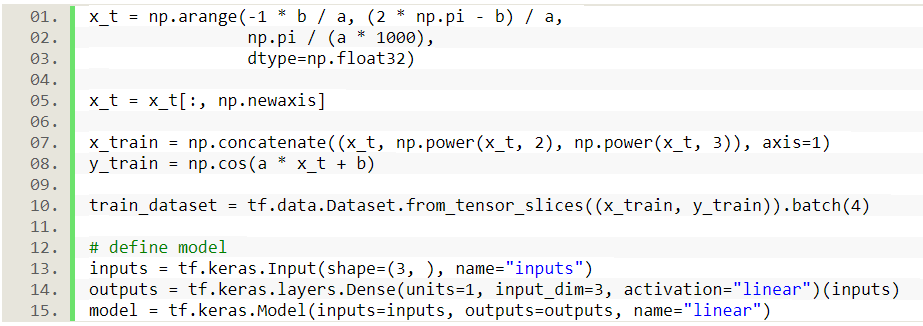 01. x_t = np.arange(-1 * b / a, (2 * np.pi - b) / a,
02.                 np.pi / (a * 1000),
03.                 dtype=np.float32)
04.
05. x_t = x_t[:, np.newaxis]
06.
07. x_train = np.concatenate((x_t, np.power(x_t, 2), np.power(x_t, 3)), axis=1)
08. y_train = np.cos(a * x_t + b)
09.
10. train_dataset = tf.data.Dataset.from_tensor_slices((x_train, y_train)).batch(4)
11.
12. # define model
13. inputs = tf.keras.Input(shape=(3, ), name="inputs")
14. outputs = tf.keras.layers.Dense(units=1, input_dim=3, activation="linear")(inputs)
15. model = tf.keras.Model(inputs=inputs, outputs=outputs, name="linear")